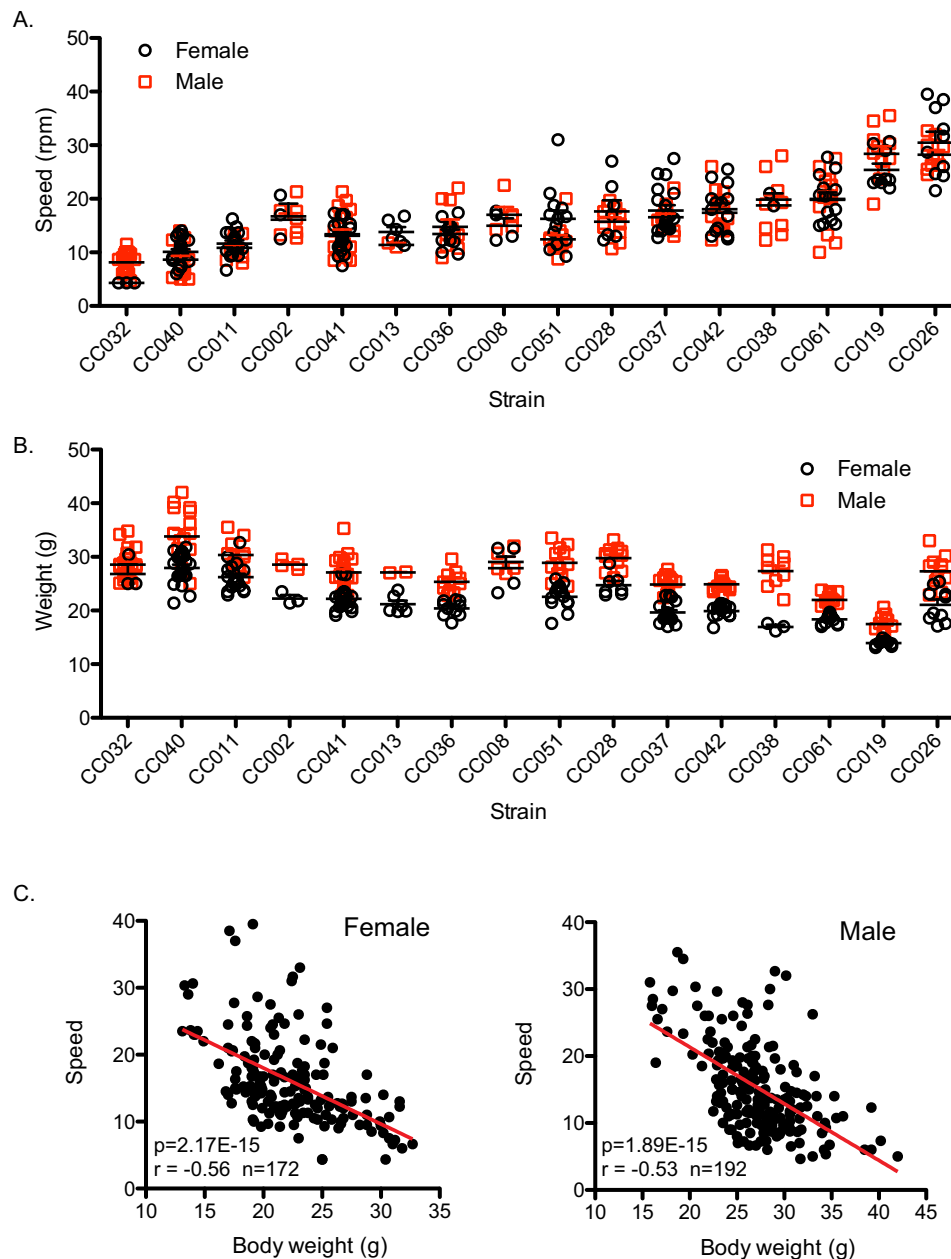 A.
50
40
30
20
10
0
Speed (rpm)
Female
Male
CC032
CC040
CC011
CC002
CC041
CC013
CC036
CC008
CC051
CC028
CC037
CC042
CC038
CC061
CC019
CC026
Strain
B.
50
40
30
20
10
0
Weight (g)
Female
Male
CC032
CC040
CC011
CC002
CC041
CC013
CC036
CC008
CC051
CC028
CC037
CC042
CC038
CC061
CC019
CC026
Strain
C.
Female
40
30
20
10
0
Speed
p=2.17E-15
r = -0.56 n=172
10 15 20 25 30 35
Body weight (g)
Male
40
30
20
10
0
Speed
p=1.89E-15
r = -0.53 n=192
10 15 20 25 30 35 40 45
Body weight (g)